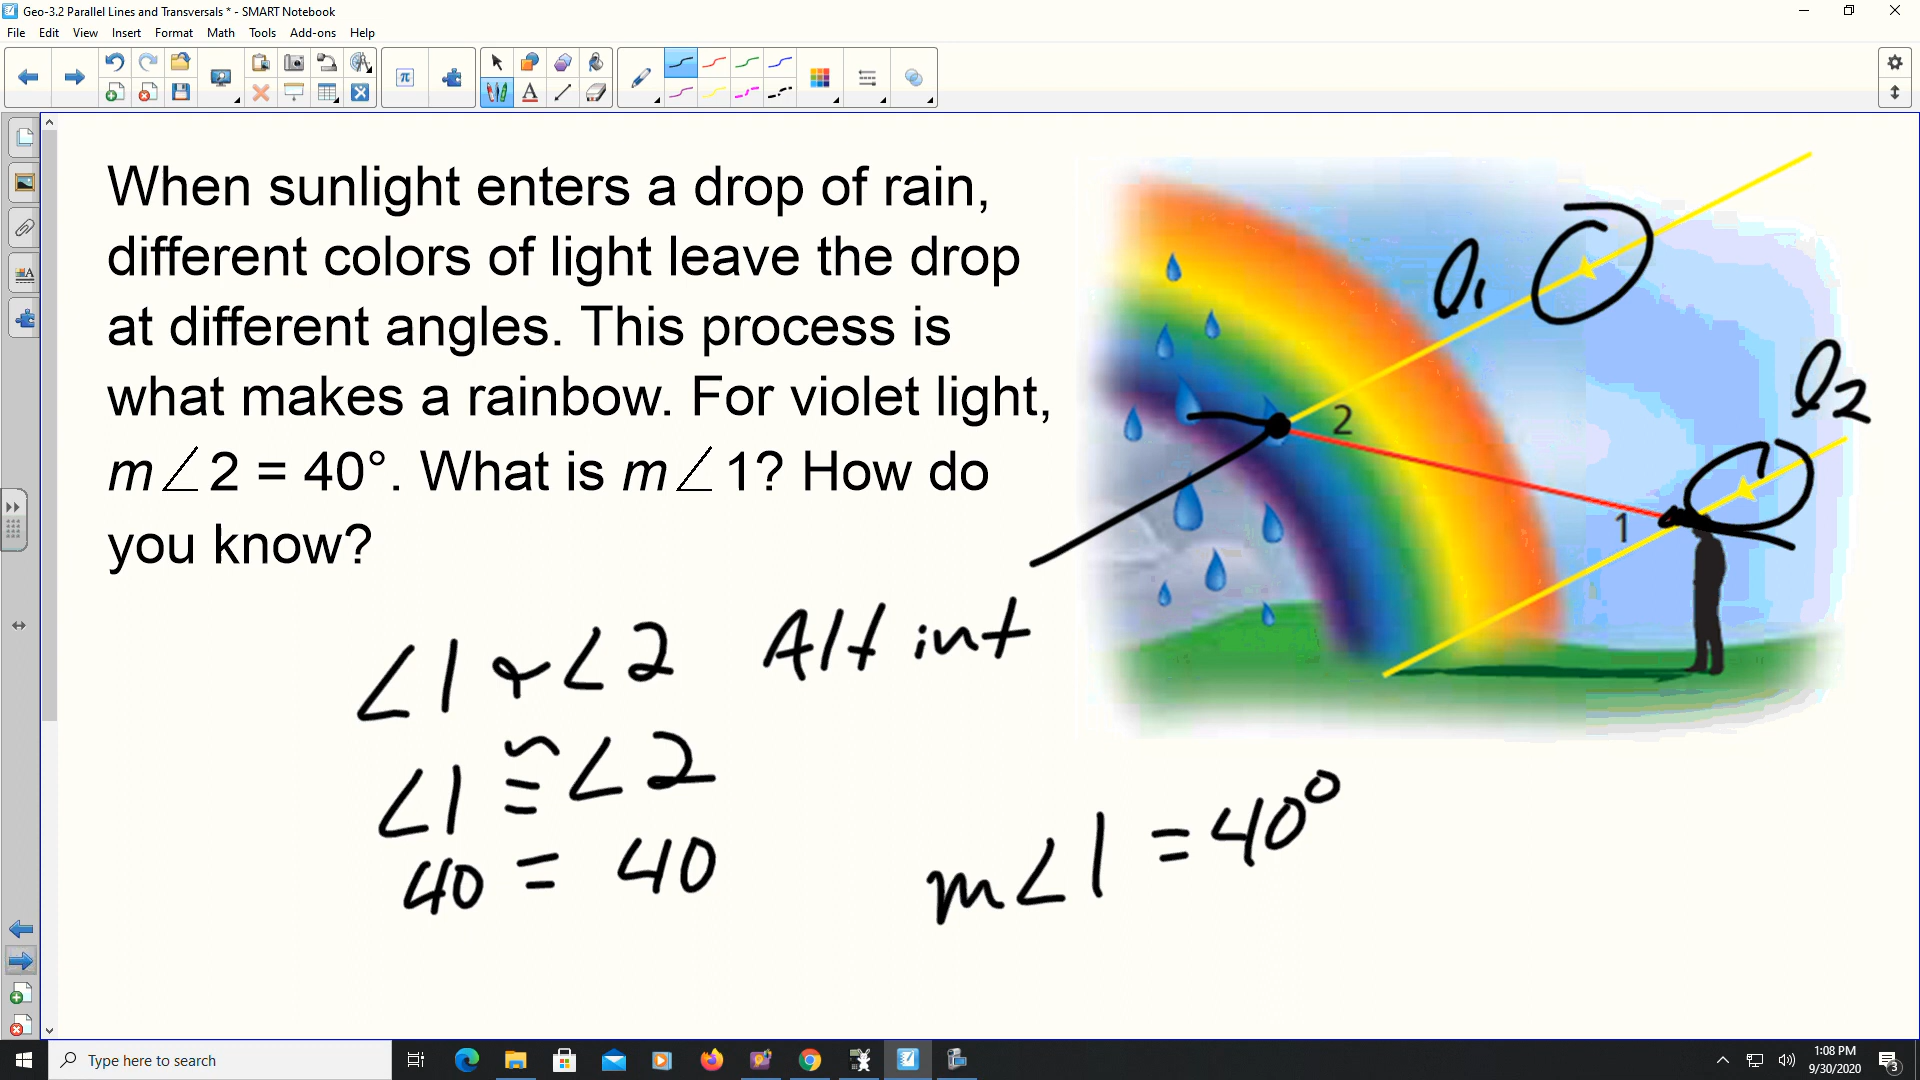 Geo-3.2 Parallel Lines and Transversals * - SMART Notebook
File Edit View Insert Format Math Tools Add-ons Help
When sunlight enters a drop of rain,
different colors of light leave the drop
at different angles. This process is
what makes a rainbow. For violet light,
m∠2 = 40°. What is m∠1? How do
you know?
l1
l2
2
1
∠1 & ∠2 Alt int
∠1 ≅ ∠2
40 = 40
m∠1 = 40°
Type here to search
1:08 PM
9/30/2020
3